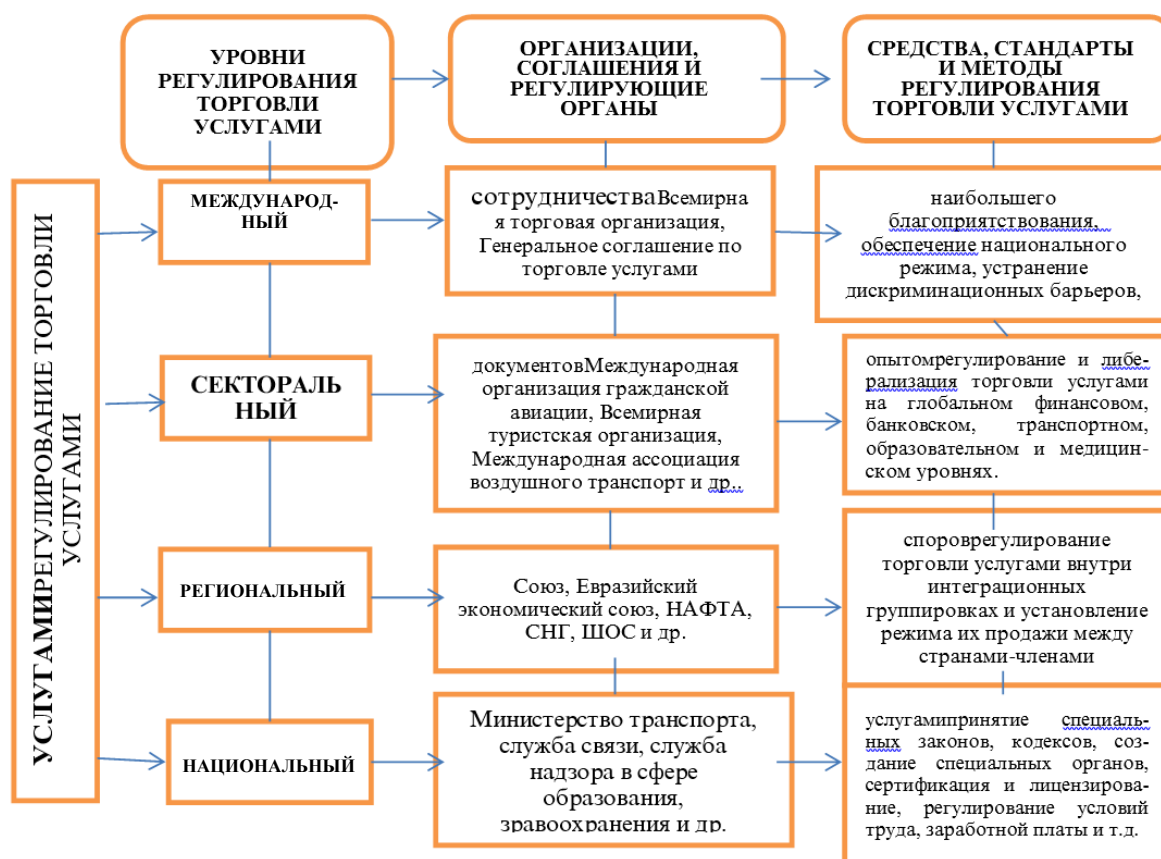 УРОВНИ
РЕГУЛИРОВАНИЯ
ТОРГОВЛИ
УСЛУГАМИ
ОРГАНИЗАЦИИ,
СОГЛАШЕНИЯ И
РЕГУЛИРУЮЩИЕ
ОРГАНЫ
СРЕДСТВА, СТАНДАРТЫ
И МЕТОДЫ
РЕГУЛИРОВАНИЯ
ТОРГОВЛИ УСЛУГАМИ
УСЛУГАМИРЕГУЛИРОВАНИЕ ТОРГОВЛИ
УСЛУГАМИ
МЕЖДУНАРОД-
НЫЙ
сотрудничестваВсемирна
я торговая организация,
Генеральное соглашение по
торговле услугами
наибольшего
благоприятствования,
обеспечение национального
режима, устранение
дискриминационных барьеров,
СЕКТОРАЛЬ
НЫЙ
документовМеждународная
организация гражданской
авиации, Всемирная
туристская организация,
Международная ассоциация
воздушного транспорт и др..
опытомрегулирование и либе-
рализация торговли услугами
на глобальном финансовом,
банковском, транспортном,
образовательном и медицин-
ском уровнях.
РЕГИОНАЛЬНЫЙ
Союз, Евразийский
экономический союз, НАФТА,
СНГ, ШОС и др.
спороврегулирование
торговли услугами внутри
интеграционных
группировках и установление
режима их продажи между
странами-членами
НАЦИОНАЛЬНЫЙ
Министерство транспорта,
служба связи, служба
надзора в сфере
образования,
зравоохранения и др.
услугамипринятие специаль-
ных законов, кодексов, соз-
дание специальных органов,
сертификация и лицензирова-
ние, регулирование условий
труда, заработной платы и т.д.